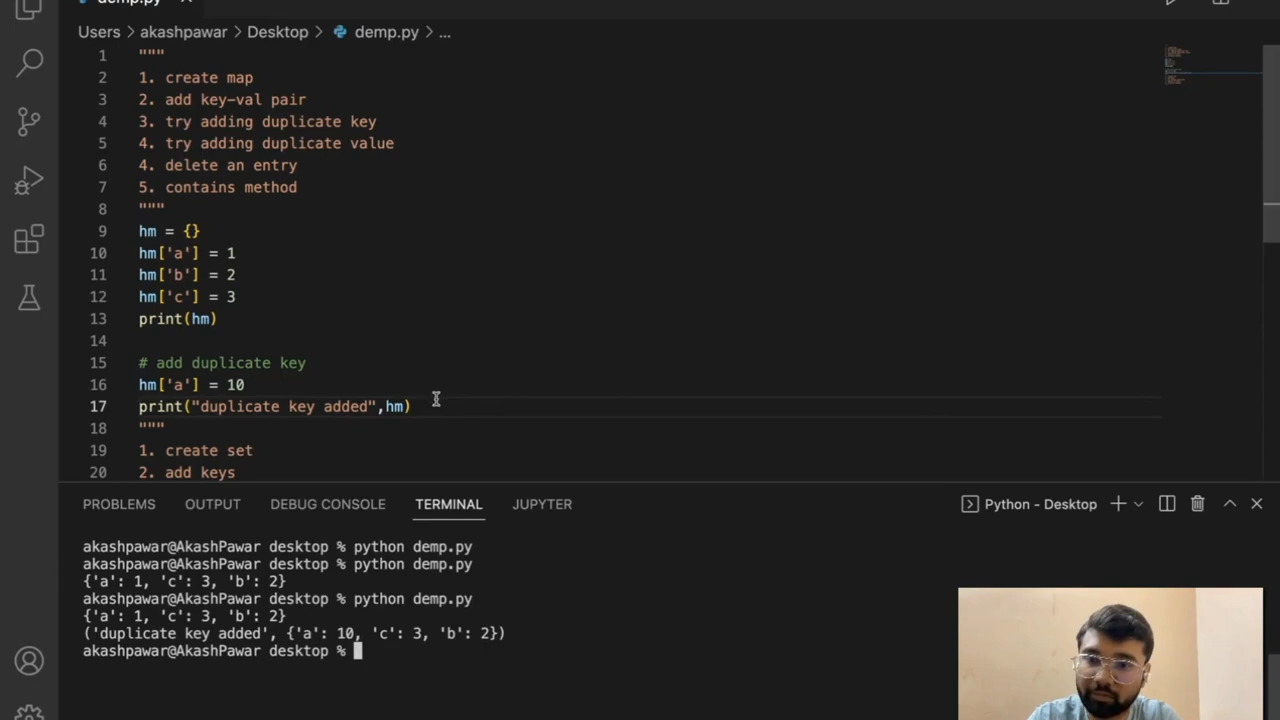 demp.py
Users > akashpawar > Desktop > demp.py > ...
1 """
2 1. create map
3 2. add key-val pair
4 3. try adding duplicate key
5 4. try adding duplicate value
6 4. delete an entry
7 5. contains method
8 """
9 hm = {}
10 hm['a'] = 1
11 hm['b'] = 2
12 hm['c'] = 3
13 print(hm)
14
15 # add duplicate key
16 hm['a'] = 10
17 print("duplicate key added",hm)
18 """
19 1. create set
20 2. add keys
PROBLEMS OUTPUT DEBUG CONSOLE TERMINAL JUPYTER Python - Desktop
akashpawar@AkashPawar desktop % python demp.py
akashpawar@AkashPawar desktop % python demp.py
{'a': 1, 'c': 3, 'b': 2}
akashpawar@AkashPawar desktop % python demp.py
{'a': 1, 'c': 3, 'b': 2}
('duplicate key added', {'a': 10, 'c': 3, 'b': 2})
akashpawar@AkashPawar desktop %